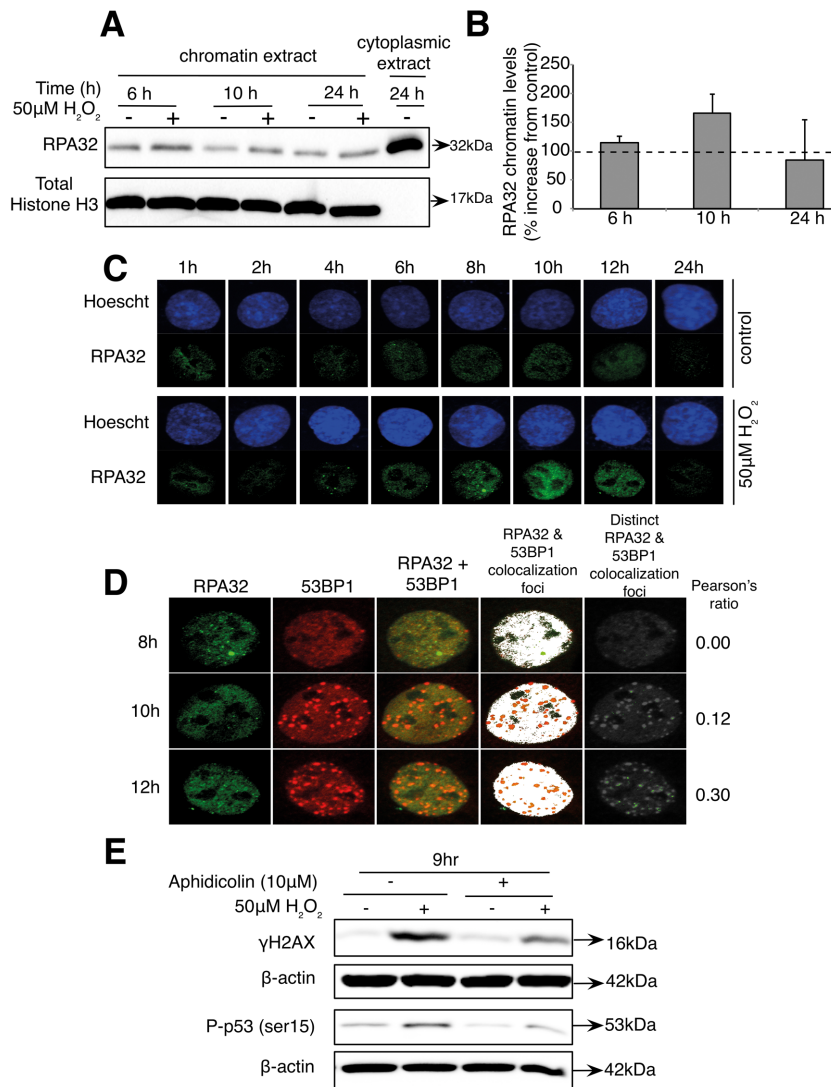 A
chromatin extract
cytoplasmic
extract
Time (h)
6 h
10 h
24 h
24 h
50µM H₂O₂
-
+
-
+
-
+
-
RPA32
32kDa
Total
Histone H3
17kDa
B
RPA32 chromatin levels
(% increase from control)
250
200
150
100
50
0
6 h
10 h
24 h
C
1h
2h
4h
6h
8h
10h
12h
24h
Hoescht
RPA32
control
Hoescht
RPA32
50µM H₂O₂
D
RPA32
53BP1
RPA32 +
53BP1
RPA32 &
53BP1
colocalization
foci
Distinct
RPA32 &
53BP1
colocalization
foci
Pearson's
ratio
8h
0.00
10h
0.12
12h
0.30
E
9hr
Aphidicolin (10µM)
-
+
50µM H₂O₂
-
+
-
+
γH2AX
16kDa
β-actin
42kDa
P-p53 (ser15)
53kDa
β-actin
42kDa